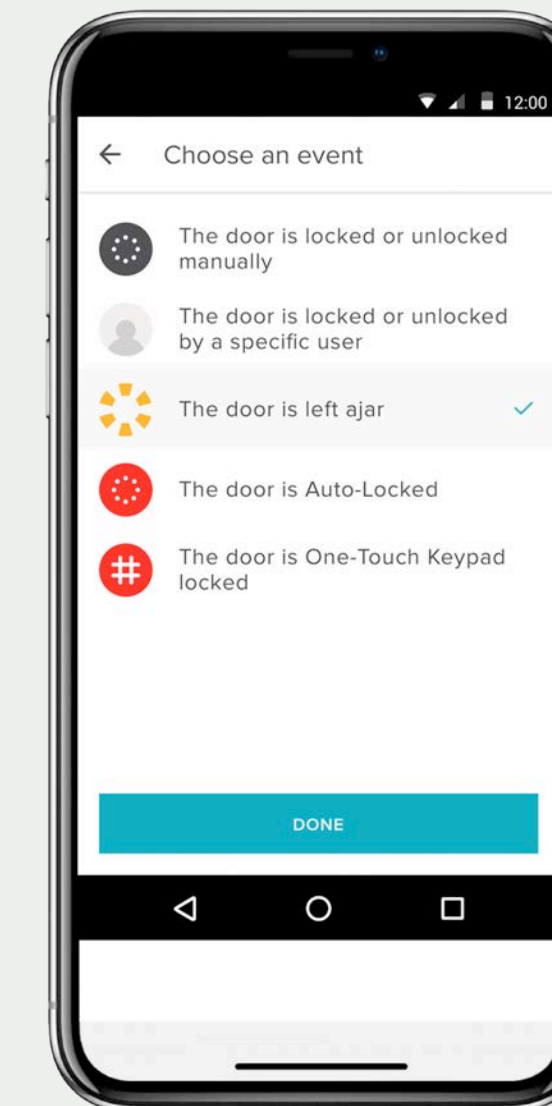 12:00
Choose an event
The door is locked or unlocked
manually
The door is locked or unlocked
by a specific user
The door is left ajar
The door is Auto-Locked
The door is One-Touch Keypad
locked
DONE